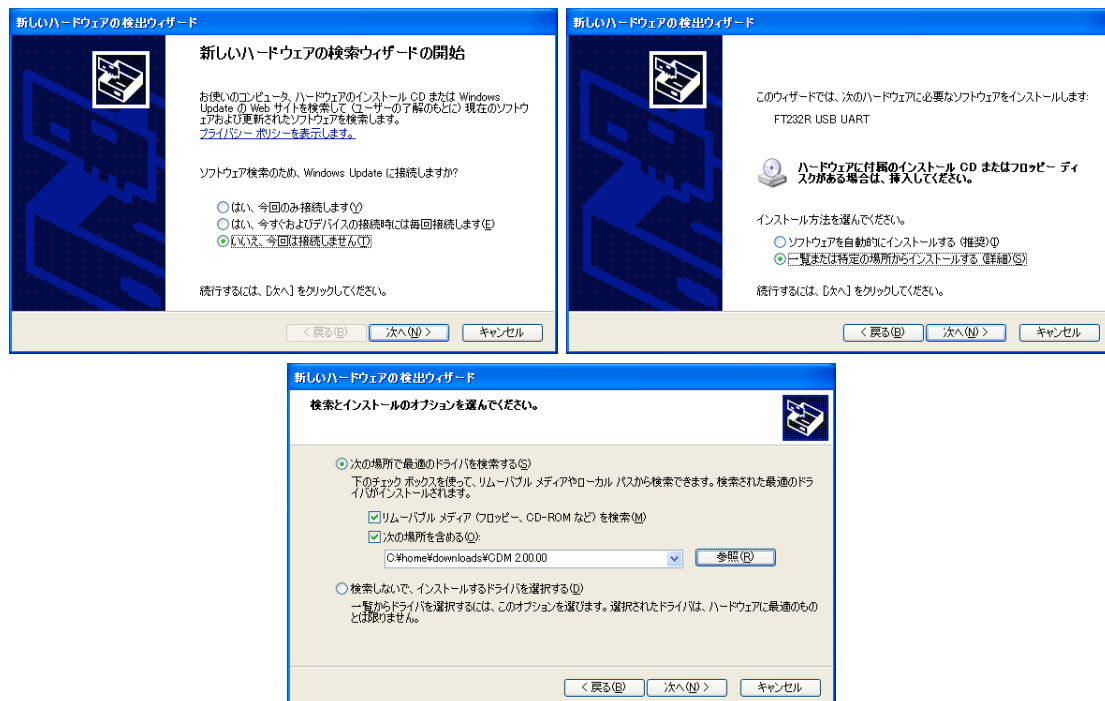 新しいハードウェアの検出ウィザード
新しいハードウェアの検索ウィザードの開始
お使いのコンピュータ、ハードウェアのインストール CD または Windows
Update の Web サイトを検索して (ユーザーの了解のもとに) 現在のソフトウ
ェアおよび更新されたソフトウェアを検索します。
プライバシー ポリシーを表示します。
ソフトウェア検索のため、Windows Update に接続しますか?
はい、今回のみ接続します(Y)
はい、今すぐおよびデバイスの接続時には毎回接続します(E)
いいえ、今回は接続しません(T)
続行するには、[次へ] をクリックしてください。
< 戻る(B)
次へ(N) >
キャンセル
新しいハードウェアの検出ウィザード
このウィザードでは、次のハードウェアに必要なソフトウェアをインストールします:
FT232R USB UART
ハードウェアに付属のインストール CD またはフロッピー ディ
スクがある場合は、挿入してください。
インストール方法を選んでください。
ソフトウェアを自動的にインストールする (推奨)(I)
一覧または特定の場所からインストールする (詳細)(S)
続行するには、[次へ] をクリックしてください。
< 戻る(B)
次へ(N) >
キャンセル
新しいハードウェアの検出ウィザード
検索とインストールのオプションを選んでください。
次の場所で最適のドライバを検索する(S)
下のチェック ボックスを使って、リムーバブル メディアやローカル パスから検索できます。検索された最適のドラ
イバがインストールされます。
リムーバブル メディア (フロッピー、CD-ROM など) を検索(M)
次の場所を含める(O):
C:¥home¥downloads¥CDM 2.00.00
参照(R)
検索しないで、インストールするドライバを選択する(D)
一覧からドライバを選択するには、このオプションを選びます。選択されたドライバは、ハードウェアに最適のもの
とは限りません。
< 戻る(B)
次へ(N) >
キャンセル